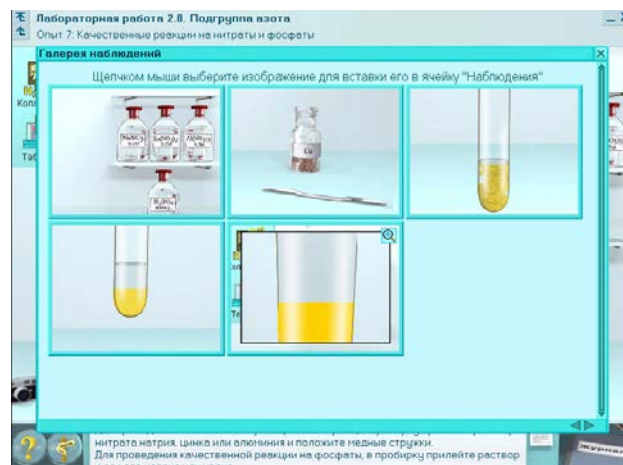 Лабораторная работа 2.8. Подгруппа азота
Опыт 7: Качественные реакции на нитраты и фосфаты
Галерея наблюдений
Щелчком мыши выберите изображение для вставки его в ячейку "Наблюдения"
Cu
нитрата натрия, цинка или алюминия и положите медные стружки.
Для проведения качественной реакции на фосфаты, в пробирку прилейте раствор